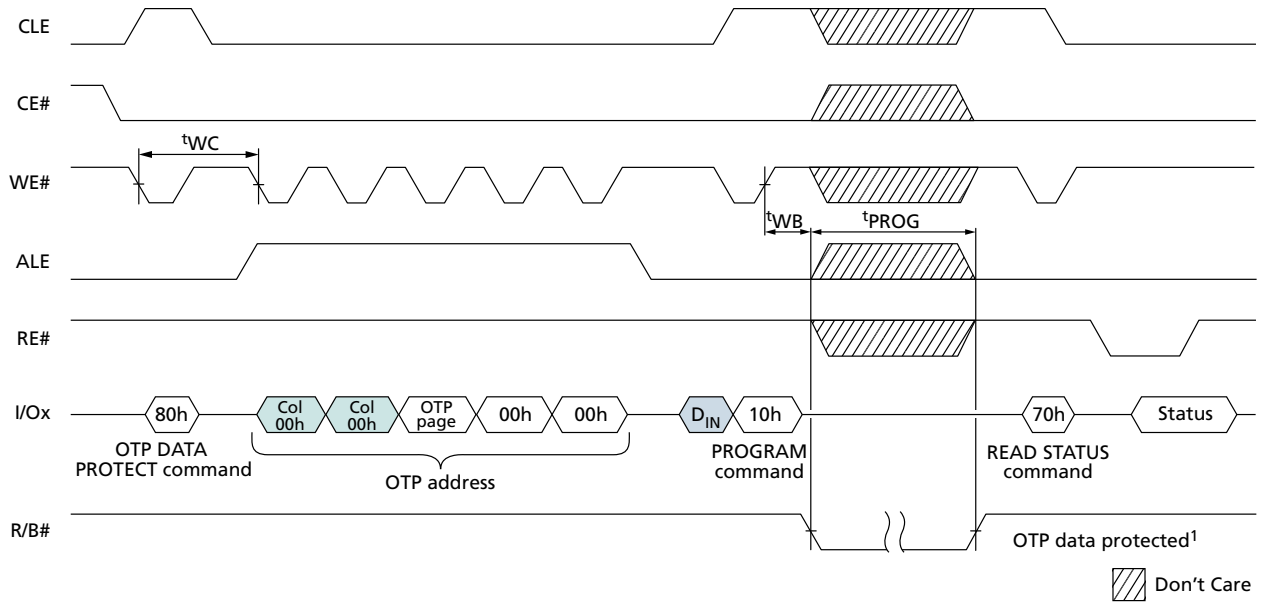 CLE
CE#
tWC
WE#
tWB
tPROG
ALE
RE#
I/Ox
80h
Col
00h
Col
00h
OTP
page
00h
00h
DIN
10h
70h
Status
OTP DATA
PROTECT command
OTP address
PROGRAM
command
READ STATUS
command
R/B#
OTP data protected1
Don't Care